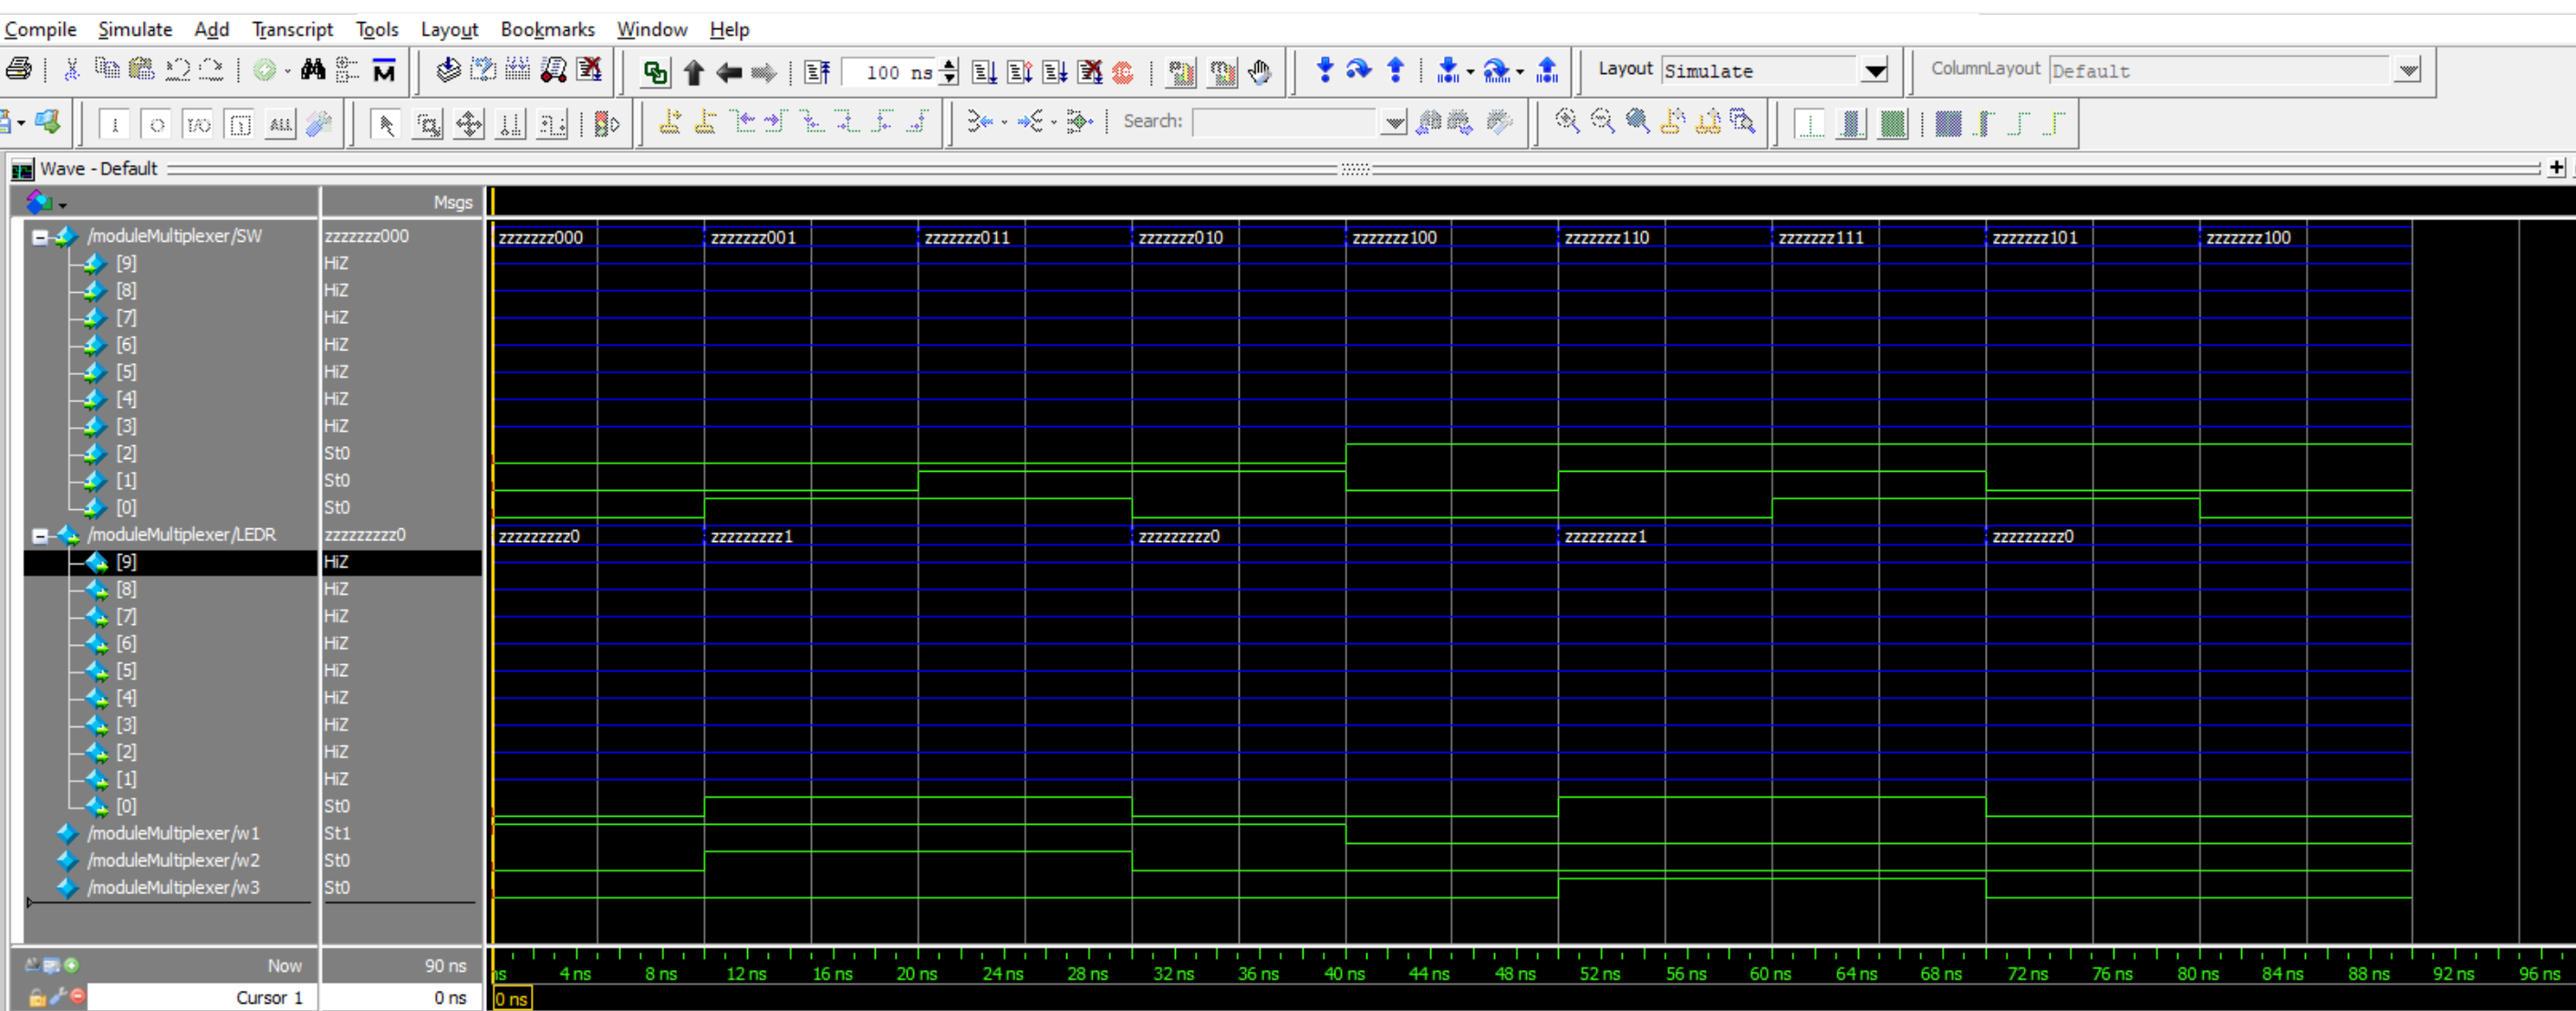 Compile Simulate Add Transcript Tools Layout Bookmarks Window Help
100 ns Layout Simulate ColumnLayout Default
ALL Search:
Wave - Default
Msgs
/moduleMultiplexer/SW zzzzzzz000 zzzzzzz000 zzzzzzz001 zzzzzzz011 zzzzzzz010 zzzzzzz100 zzzzzzz110 zzzzzzz111 zzzzzzz101 zzzzzzz100
[9] HiZ
[8] HiZ
[7] HiZ
[6] HiZ
[5] HiZ
[4] HiZ
[3] HiZ
[2] St0
[1] St0
[0] St0
/moduleMultiplexer/LEDR zzzzzzzzz0 zzzzzzzzz0 zzzzzzzzz1 zzzzzzzzz0 zzzzzzzzz1 zzzzzzzzz0
[9] HiZ
[8] HiZ
[7] HiZ
[6] HiZ
[5] HiZ
[4] HiZ
[3] HiZ
[2] HiZ
[1] HiZ
[0] St0
/moduleMultiplexer/w1 St1
/moduleMultiplexer/w2 St0
/moduleMultiplexer/w3 St0
Now 90 ns 4 ns 8 ns 12 ns 16 ns 20 ns 24 ns 28 ns 32 ns 36 ns 40 ns 44 ns 48 ns 52 ns 56 ns 60 ns 64 ns 68 ns 72 ns 76 ns 80 ns 84 ns 88 ns 92 ns 96 ns
Cursor 1 0 ns 0 ns